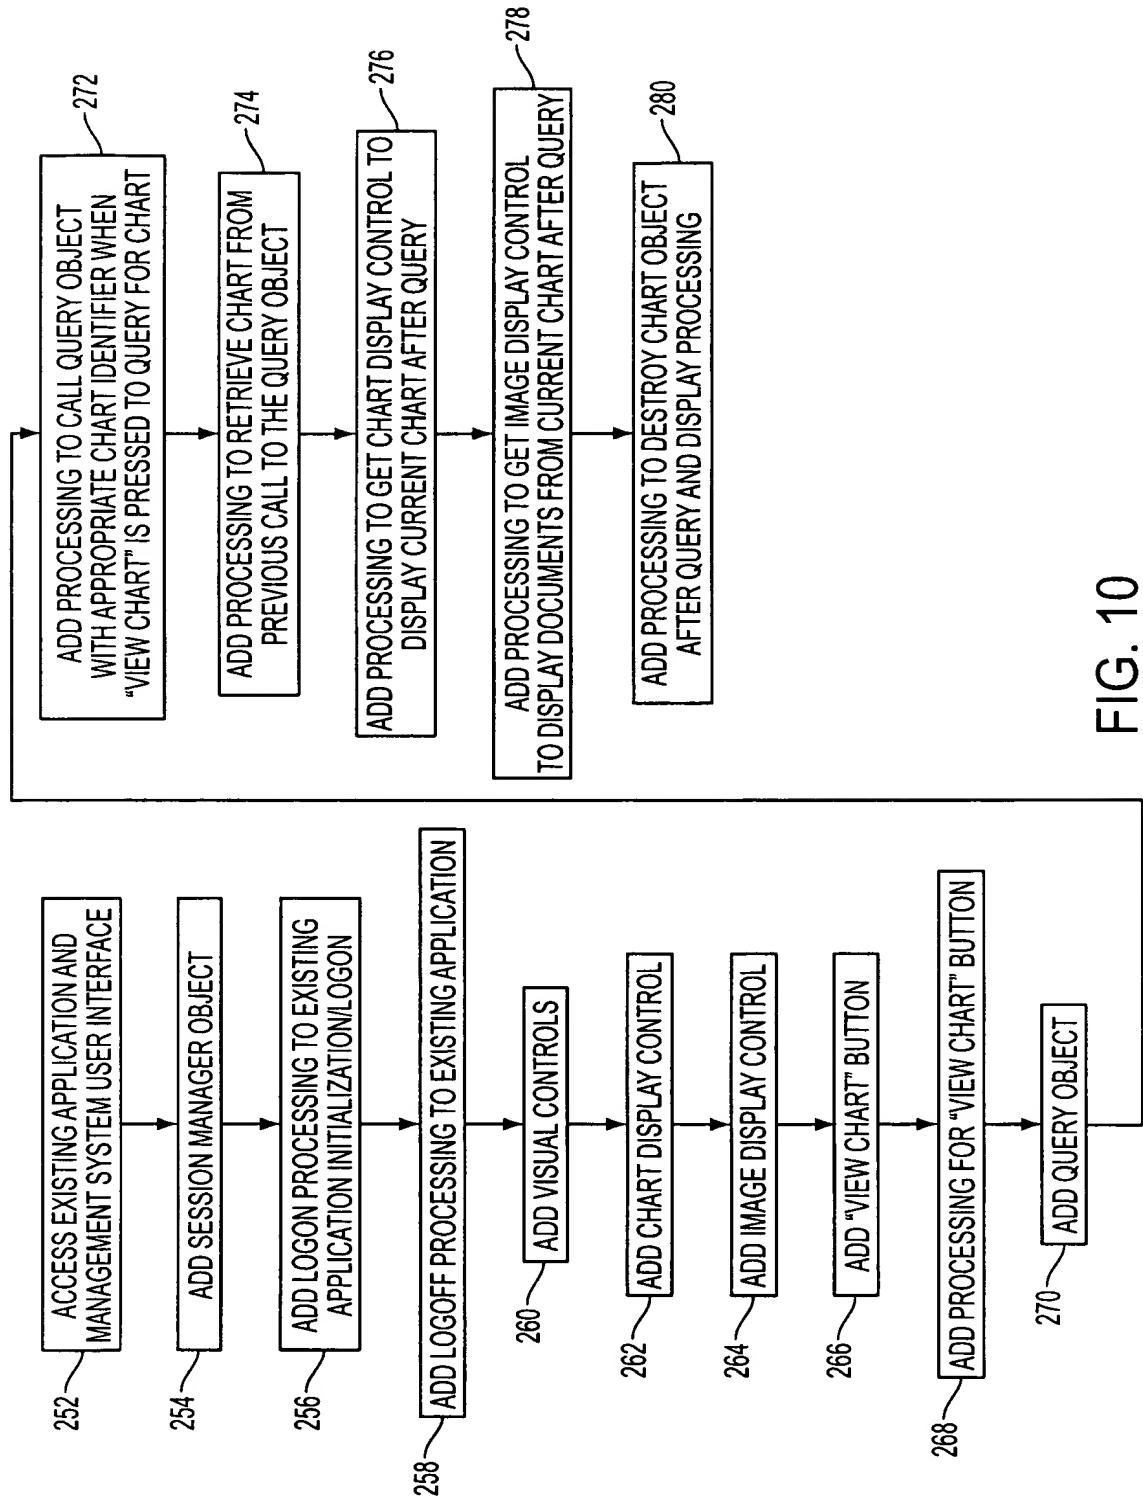 252
ACCESS EXISTING APPLICATION AND
MANAGEMENT SYSTEM USER INTERFACE
254
ADD SESSION MANAGER OBJECT
256
ADD LOGON PROCESSING TO EXISTING
APPLICATION INITIALIZATION/LOGON
258
ADD LOGOFF PROCESSING TO EXISTING APPLICATION
260
ADD VISUAL CONTROLS
262
ADD CHART DISPLAY CONTROL
264
ADD IMAGE DISPLAY CONTROL
266
ADD “VIEW CHART” BUTTON
268
ADD PROCESSING FOR “VIEW CHART” BUTTON
270
ADD QUERY OBJECT
272
ADD PROCESSING TO CALL QUERY OBJECT
WITH APPROPRIATE CHART IDENTIFIER WHEN
“VIEW CHART” IS PRESSED TO QUERY FOR CHART
274
ADD PROCESSING TO RETRIEVE CHART FROM
PREVIOUS CALL TO THE QUERY OBJECT
276
ADD PROCESSING TO GET CHART DISPLAY CONTROL TO
DISPLAY CURRENT CHART AFTER QUERY
278
ADD PROCESSING TO GET IMAGE DISPLAY CONTROL
TO DISPLAY DOCUMENTS FROM CURRENT CHART AFTER QUERY
280
ADD PROCESSING TO DESTROY CHART OBJECT
AFTER QUERY AND DISPLAY PROCESSING
FIG. 10